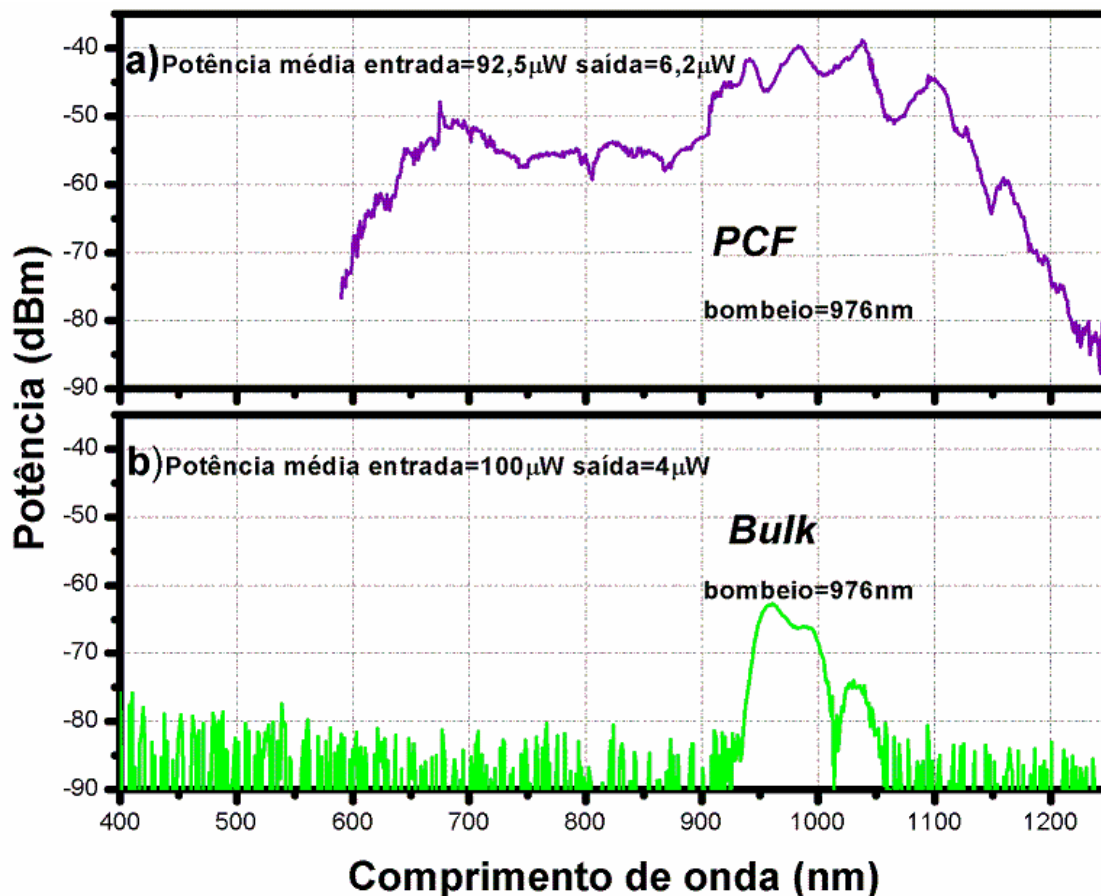 a) Potência média entrada=92,5μW saída=6,2μW
-40
-50
-60
-70
-80
-90
PCF
bombeio=976nm
Potência (dBm)
b) Potência média entrada=100μW saída=4μW
-40
-50
-60
-70
-80
-90
Bulk
bombeio=976nm
400 500 600 700 800 900 1000 1100 1200
Comprimento de onda (nm)